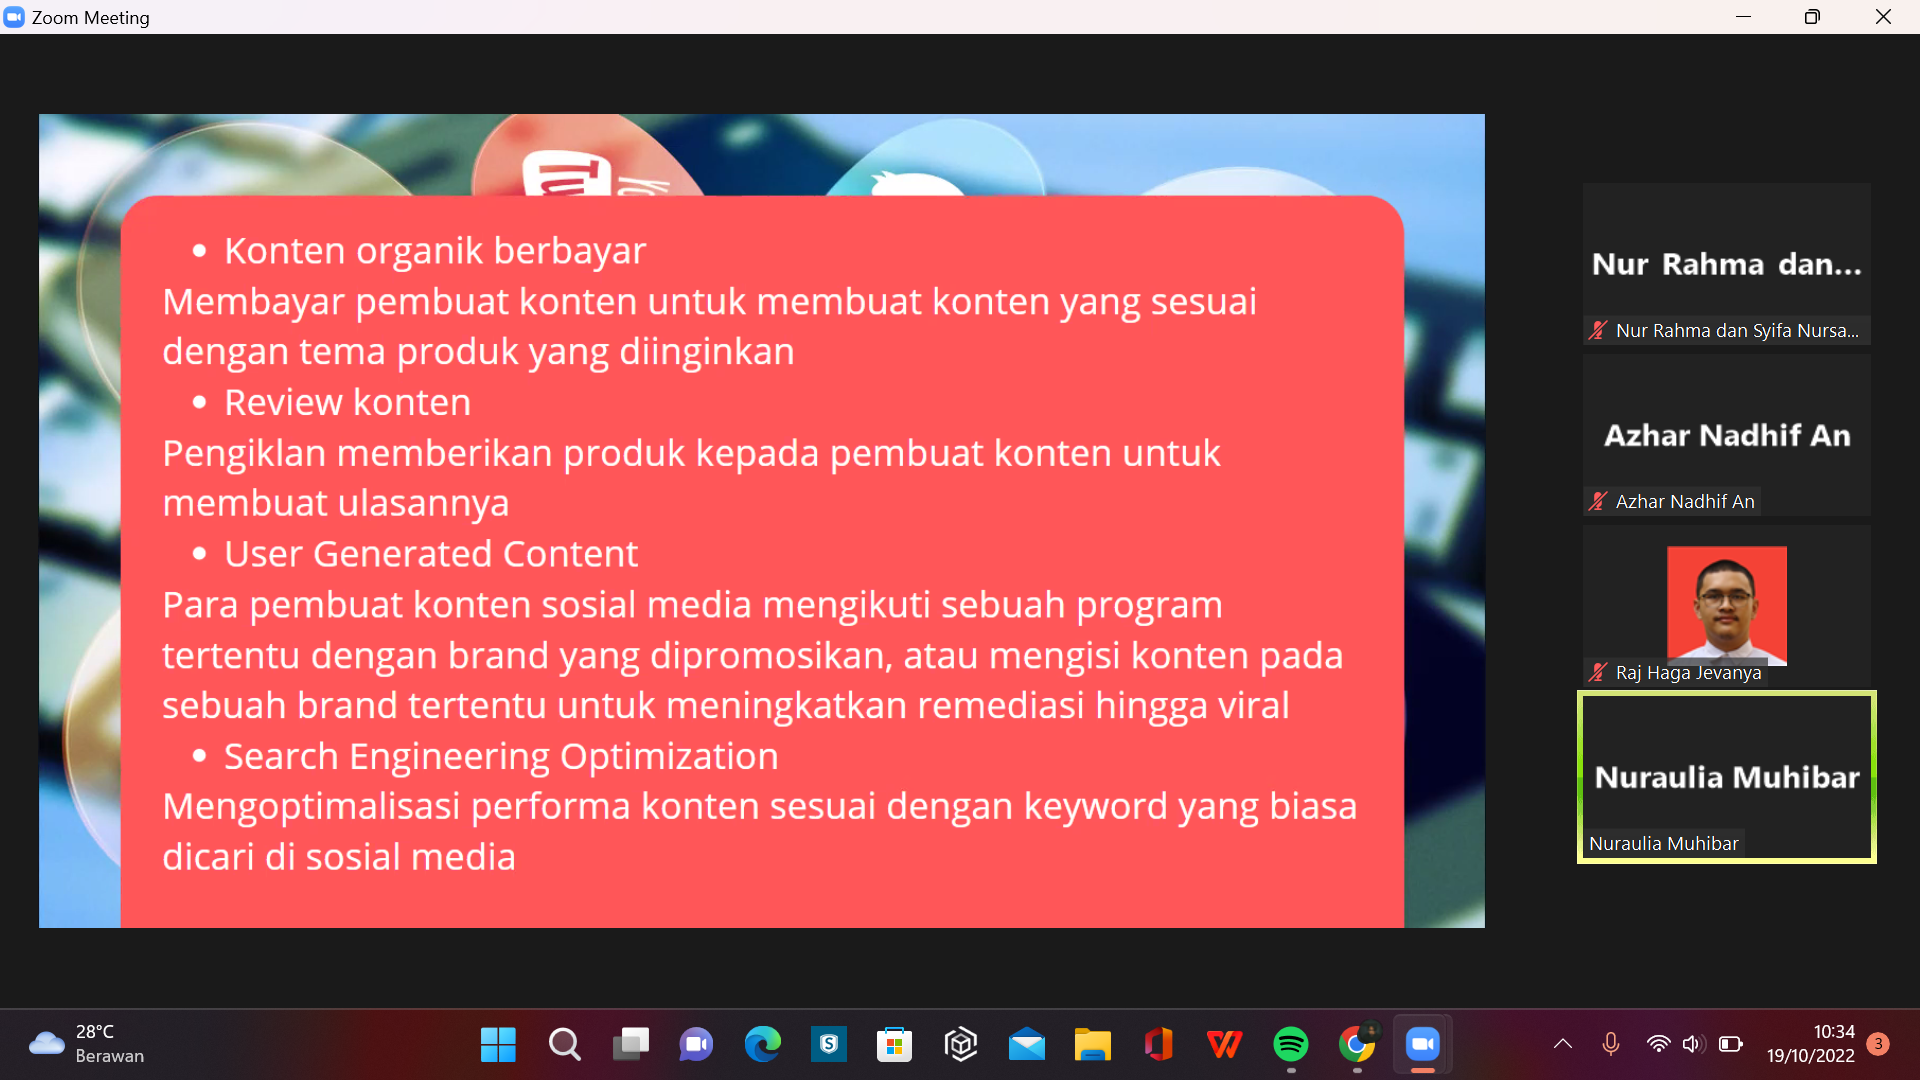 Zoom Meeting
• Konten organik berbayar
Membayar pembuat konten untuk membuat konten yang sesuai
dengan tema produk yang diinginkan
• Review konten
Pengiklan memberikan produk kepada pembuat konten untuk
membuat ulasannya
• User Generated Content
Para pembuat konten sosial media mengikuti sebuah program
tertentu dengan brand yang dipromosikan, atau mengisi konten pada
sebuah brand tertentu untuk meningkatkan remediasi hingga viral
• Search Engineering Optimization
Mengoptimalisasi performa konten sesuai dengan keyword yang biasa
dicari di sosial media
Nur Rahma dan...
Nur Rahma dan Syifa Nursa...
Azhar Nadhif An
Azhar Nadhif An
Raj Haga Jevanya
Nuraulia Muhibar
Nuraulia Muhibar
28°C
Berawan
10:34
19/10/2022
3